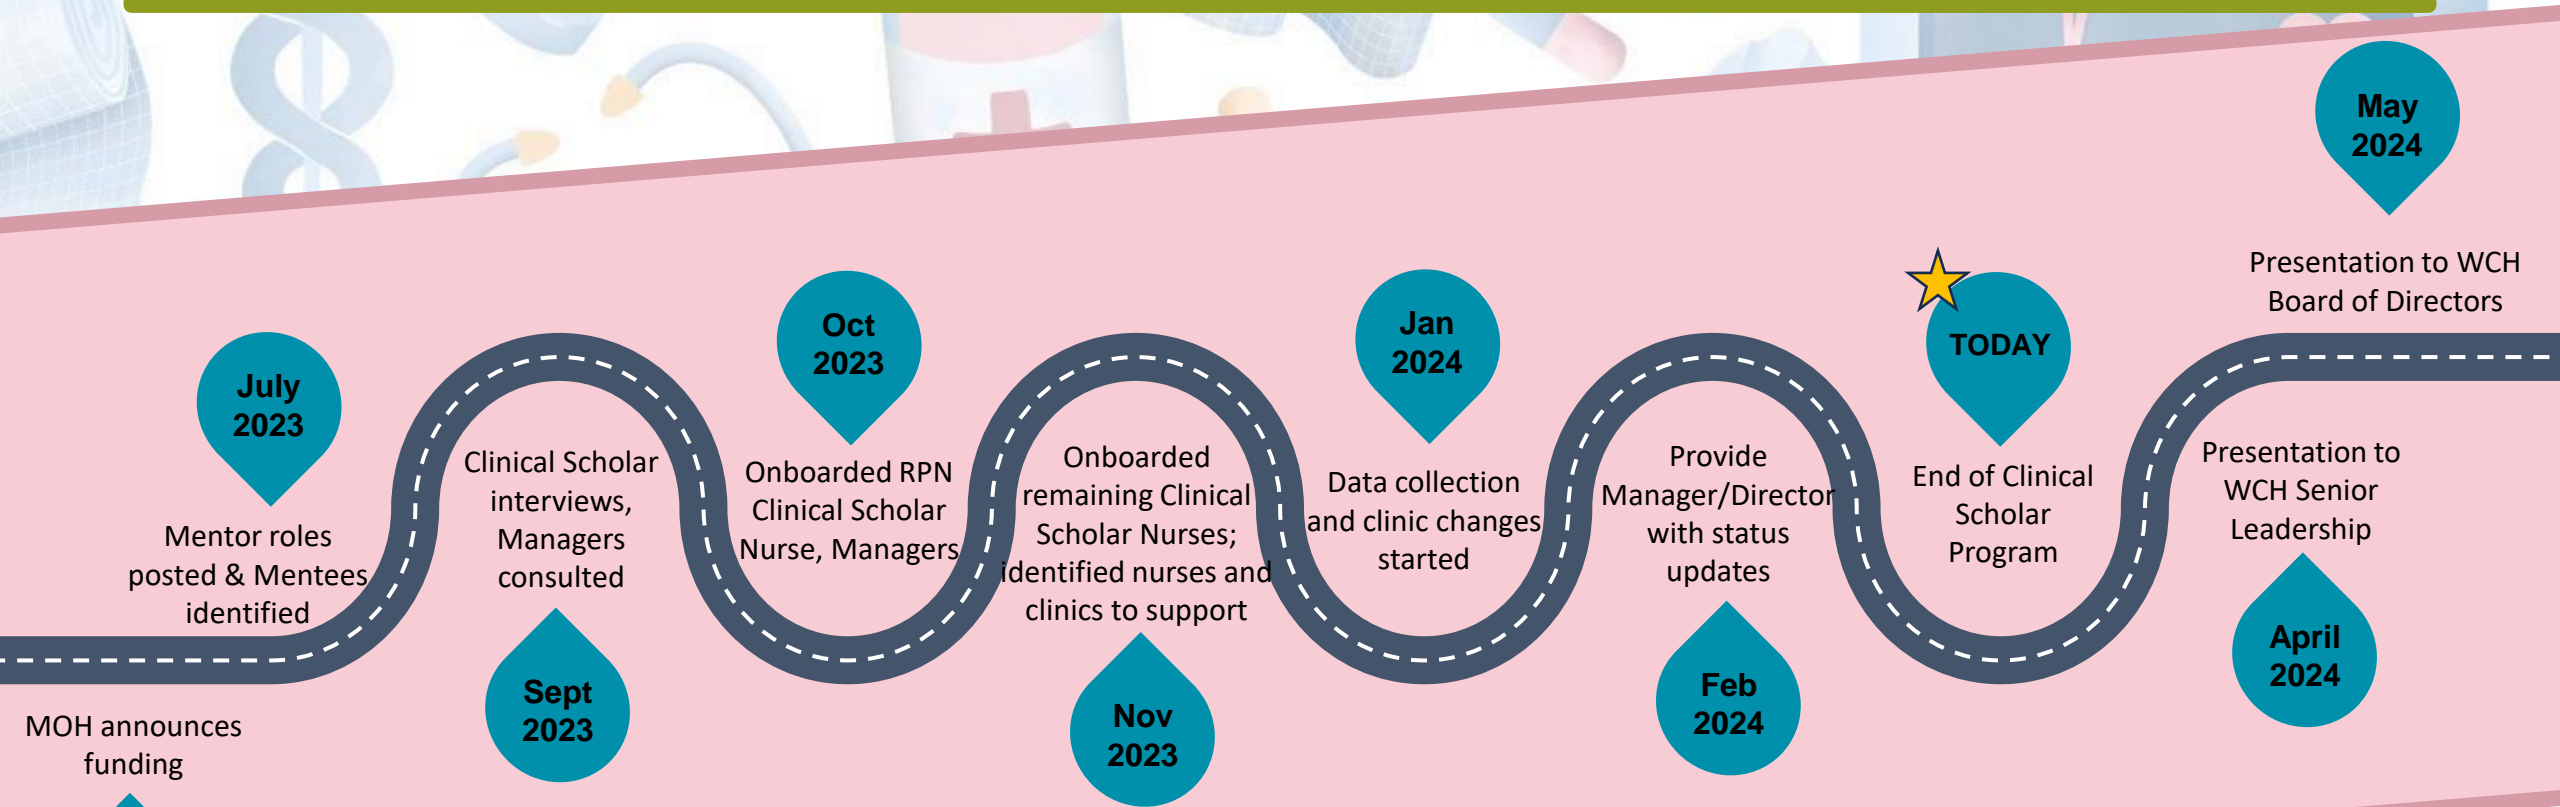 MOH announces
funding
July
2023
Mentor roles
posted & Mentees
identified
Clinical Scholar
interviews,
Managers
consulted
Sept
2023
Oct
2023
Onboarded RPN
Clinical Scholar
Nurse, Managers
Onboarded
remaining Clinical
Scholar Nurses;
identified nurses and
clinics to support
Nov
2023
Jan
2024
Data collection
and clinic changes
started
Provide
Manager/Director
with status
updates
Feb
2024
TODAY
End of Clinical
Scholar
Program
Presentation to
WCH Senior
Leadership
April
2024
May
2024
Presentation to WCH
Board of Directors